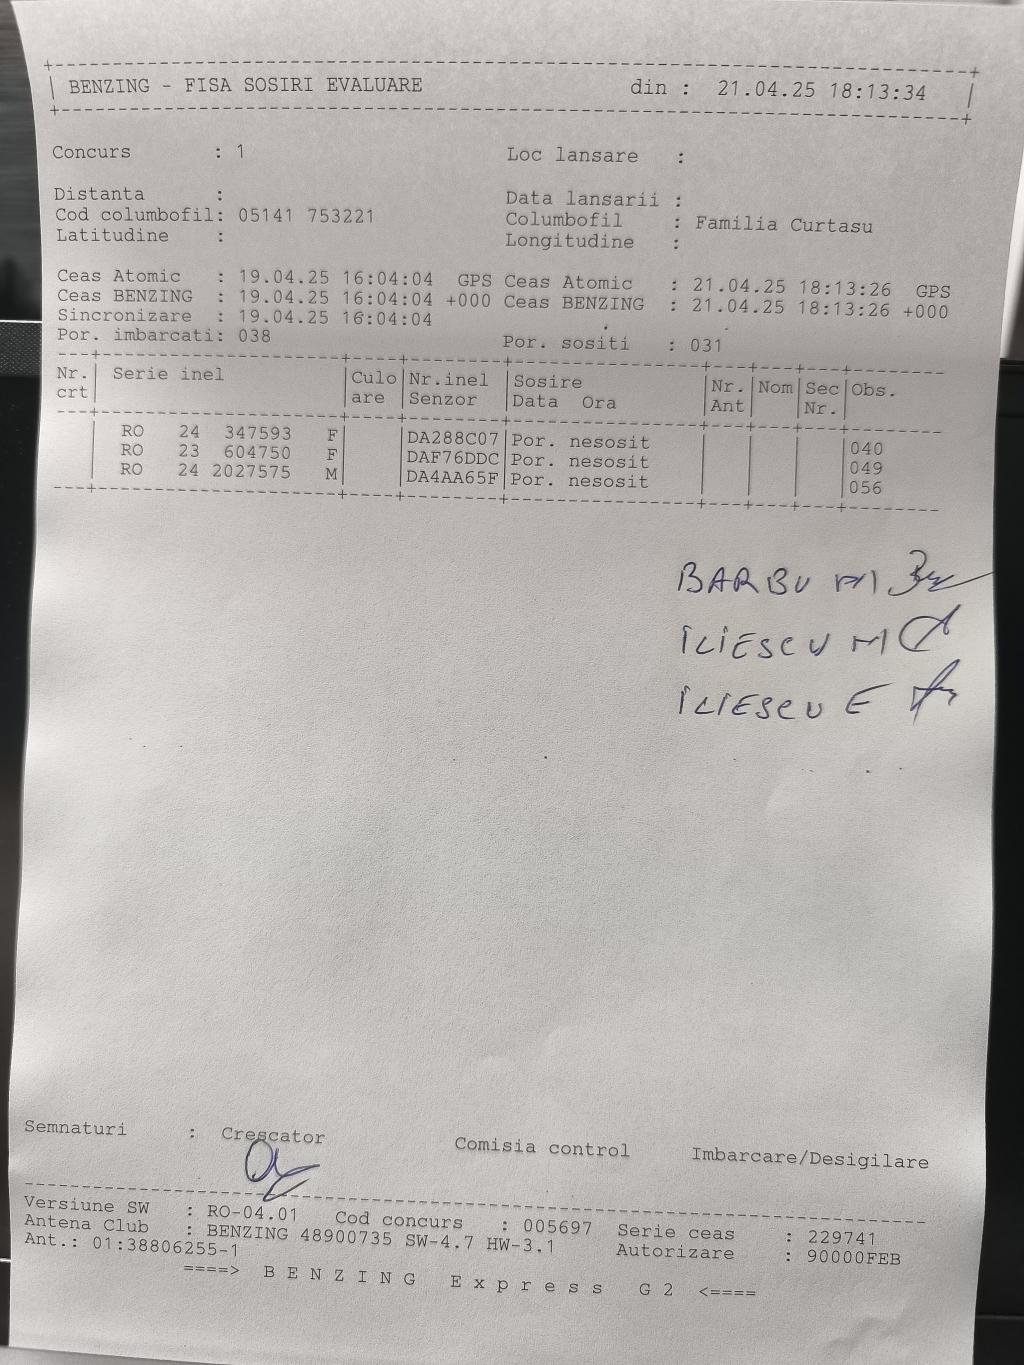 BENZING - FISA SOSIRI EVALUARE din : 21.04.25 18:13:34
Concurs : 1 Loc lansare :
Distanta : Data lansarii :
Cod columbofil: 05141 753221 Columbofil : Familia Curtasu
Latitudine : Longitudine :
Ceas Atomic : 19.04.25 16:04:04 GPS Ceas Atomic : 21.04.25 18:13:26 GPS
Ceas BENZING : 19.04.25 16:04:04 +000 Ceas BENZING : 21.04.25 18:13:26 +000
Sincronizare : 19.04.25 16:04:04
Por. imbarcati: 038 Por. sositi : 031
Nr. Serie inel Culo Nr.inel Sosire Nr. Nom Sec Obs.
crt are Senzor Data Ora Ant Nr.
RO 24 347593 F DA288C07 Por. nesosit 040
RO 23 604750 F DAF76DDC Por. nesosit 049
RO 24 2027575 M DA4AA65F Por. nesosit 056
BARBU M
ILIESCU M
ILIESCU E
Semnaturi : Crescator Comisia control Imbarcare/Desigilare
Versiune SW : RO-04.01 Cod concurs : 005697 Serie ceas : 229741
Antena Club : BENZING 48900735 SW-4.7 HW-3.1 Autorizare : 90000FEB
Ant.: 01:38806255-1
====> B E N Z I N G E x p r e s s G 2 <====